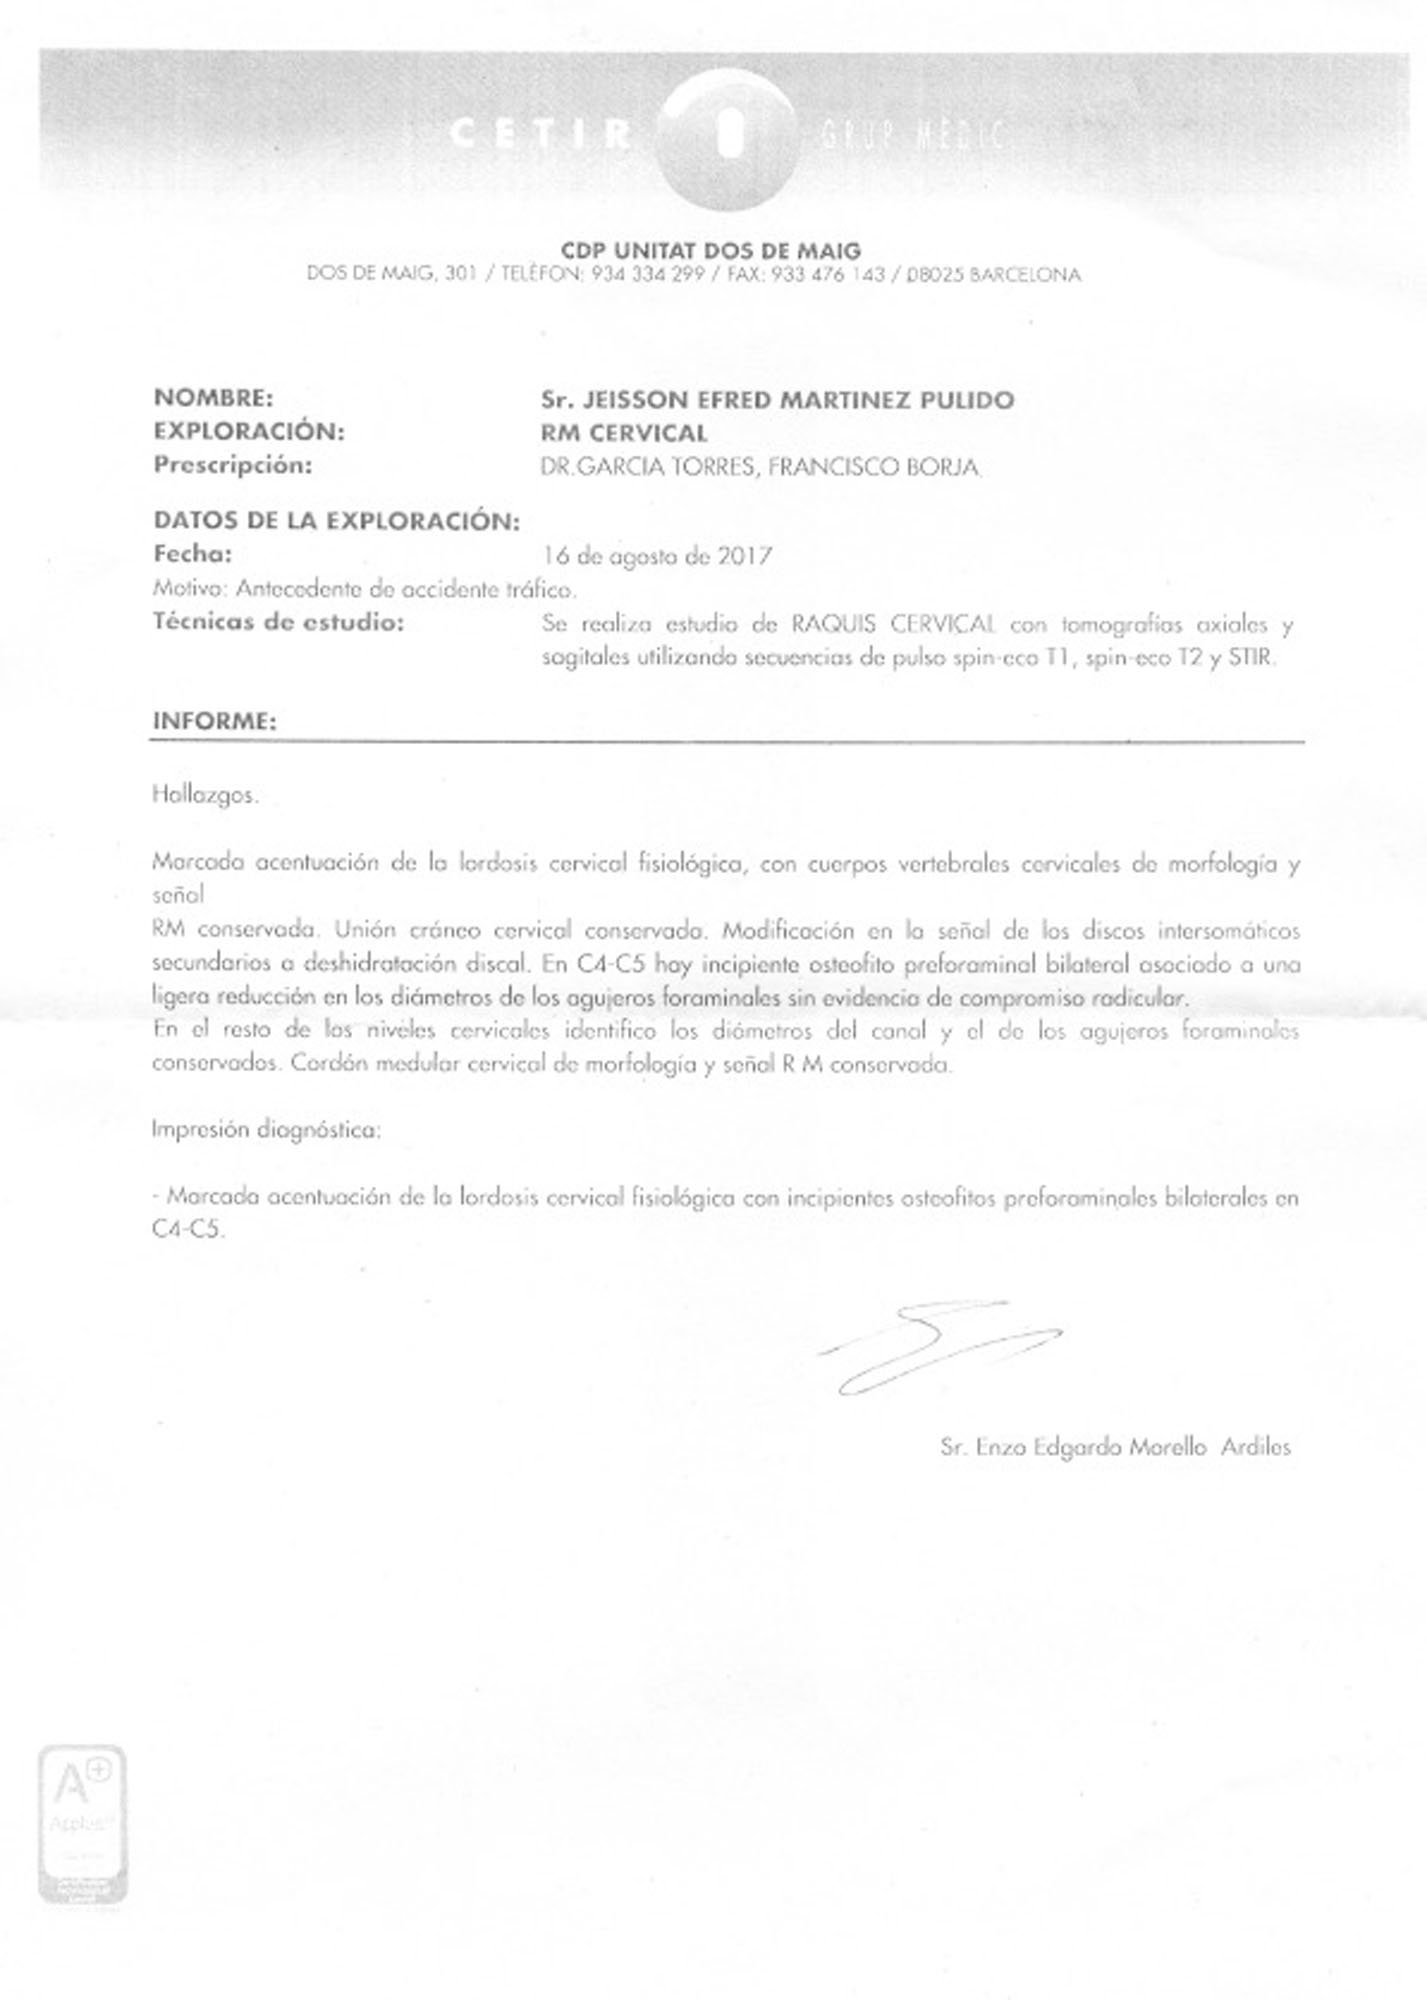 CETIR GRUP MÈDIC
CDP UNITAT DOS DE MAIG
DOS DE MAIG, 301 / TELÈFON: 934 334 299 / FAX: 933 476 143 / 08025 BARCELONA
NOMBRE: Sr. JEISSON EFRED MARTINEZ PULIDO
EXPLORACIÓN: RM CERVICAL
Prescripción: DR.GARCIA TORRES, FRANCISCO BORJA
DATOS DE LA EXPLORACIÓN:
Fecha: 16 de agosto de 2017
Motivo: Antecedente de accidente tráfico.
Técnicas de estudio: Se realiza estudio de RAQUIS CERVICAL con tomografías axiales y
sagitales utilizando secuencias de pulso spin-eco T1, spin-eco T2 y STIR.
INFORME:
Hallazgos.
Marcada acentuación de la lordosis cervical fisiológica, con cuerpos vertebrales cervicales de morfología y
señal
RM conservada. Unión cráneo cervical conservada. Modificación en la señal de los discos intersomáticos
secundarios a deshidratación discal. En C4-C5 hay incipiente osteofito preforaminal bilateral asociado a una
ligera reducción en los diámetros de los agujeros foraminales sin evidencia de compromiso radicular.
En el resto de los niveles cervicales identifico los diámetros del canal y el de los agujeros foraminales
conservados. Cordón medular cervical de morfología y señal R M conservada.
Impresión diagnóstica:
- Marcada acentuación de la lordosis cervical fisiológica con incipientes osteofitos preforaminales bilaterales en
C4-C5.
Sr. Enzo Edgardo Morello Ardiles
A+
Applus+